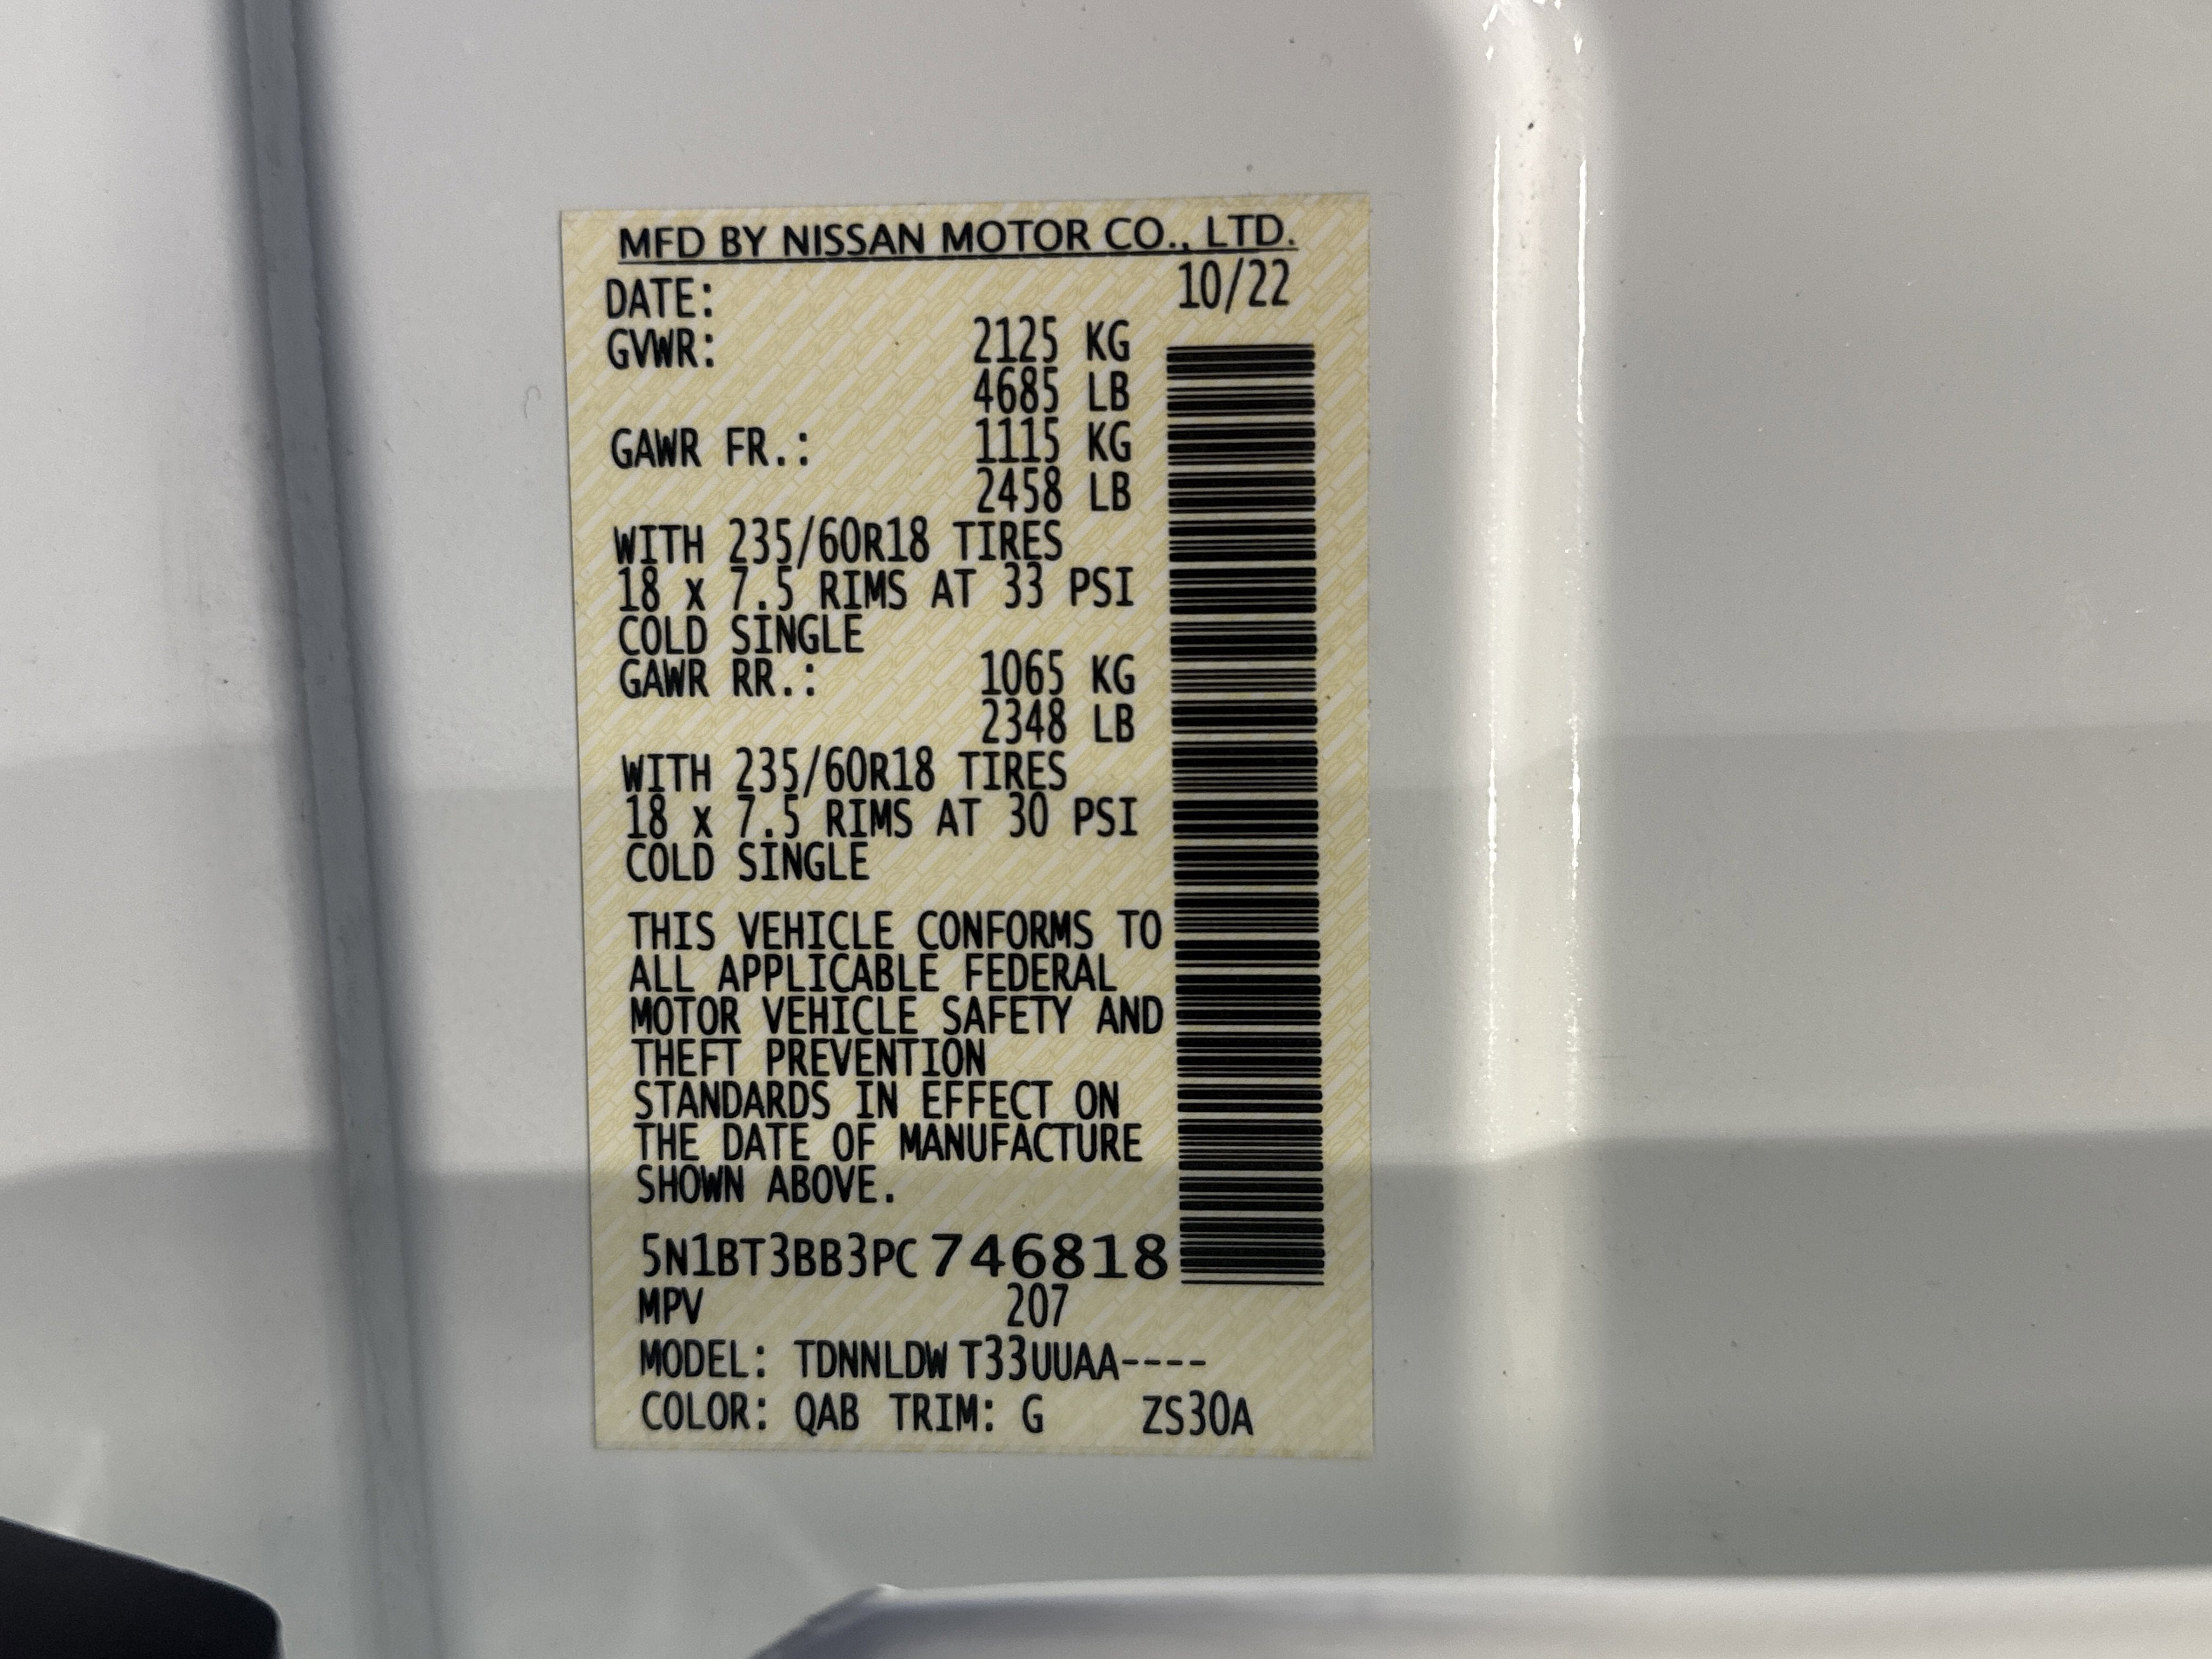 MFD BY NISSAN MOTOR CO., LTD.
DATE: 10/22
GVWR: 2125 KG
4685 LB
GAWR FR.: 1115 KG
2458 LB
WITH 235/60R18 TIRES
18 x 7.5 RIMS AT 33 PSI
COLD SINGLE
GAWR RR.: 1065 KG
2348 LB
WITH 235/60R18 TIRES
18 x 7.5 RIMS AT 30 PSI
COLD SINGLE
THIS VEHICLE CONFORMS TO
ALL APPLICABLE FEDERAL
MOTOR VEHICLE SAFETY AND
THEFT PREVENTION
STANDARDS IN EFFECT ON
THE DATE OF MANUFACTURE
SHOWN ABOVE.
5N1BT3BB3PC746818
MPV 207
MODEL: TDNNLDW T33UUAA----
COLOR: QAB TRIM: G ZS30A